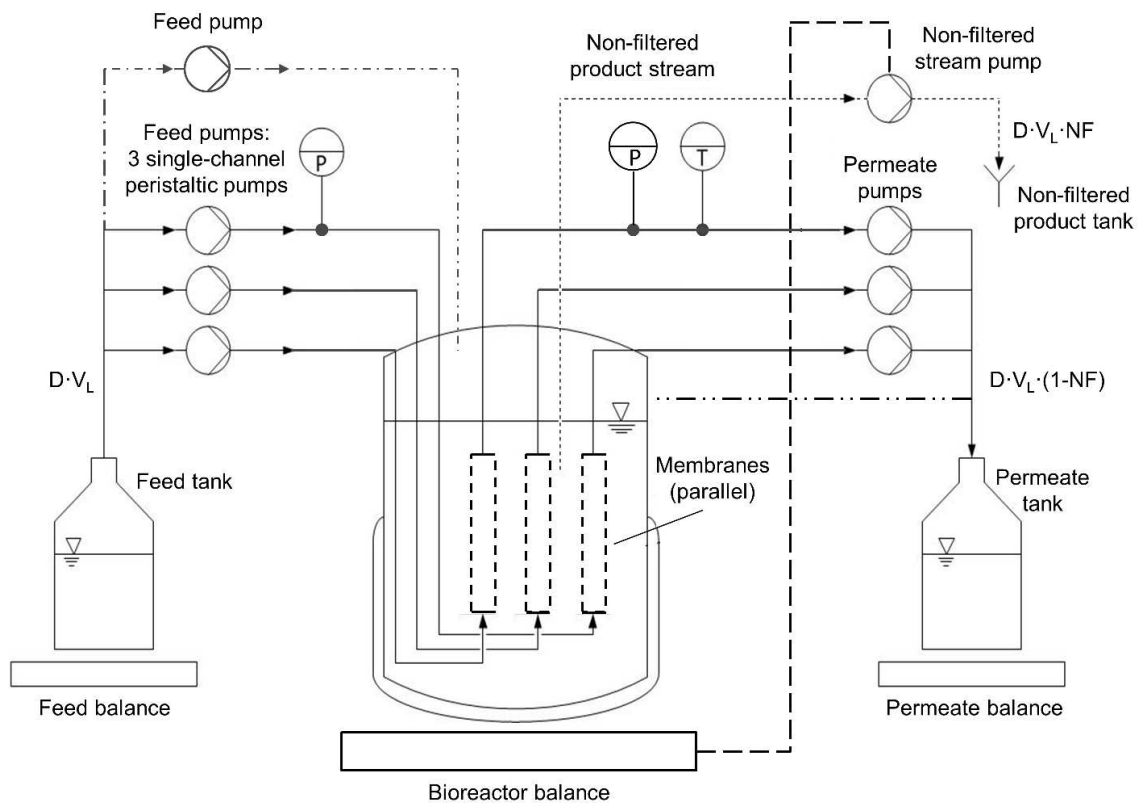 Feed pump
Non-filtered
product stream
Non-filtered
stream pump
Feed pumps:
3 single-channel
peristaltic pumps
P
P
T
D·V_L·NF
Permeate
pumps
Non-filtered
product tank
D·V_L
D·V_L·(1-NF)
Feed tank
Membranes
(parallel)
Permeate
tank
Feed balance
Permeate balance
Bioreactor balance